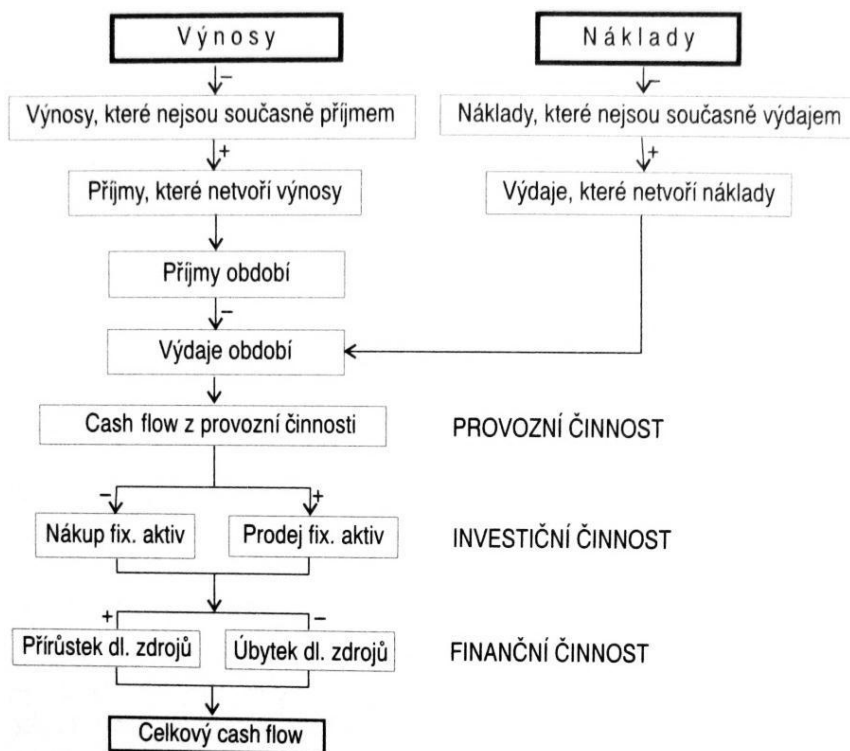 Výnosy
Náklady
–
–
Výnosy, které nejsou současně příjmem
Náklady, které nejsou současně výdajem
+
+
Příjmy, které netvoří výnosy
Výdaje, které netvoří náklady
Příjmy období
–
Výdaje období
Cash flow z provozní činnosti
PROVOZNÍ ČINNOST
–
+
Nákup fix. aktiv
Prodej fix. aktiv
INVESTIČNÍ ČINNOST
+
–
Přírůstek dl. zdrojů
Úbytek dl. zdrojů
FINANČNÍ ČINNOST
Celkový cash flow